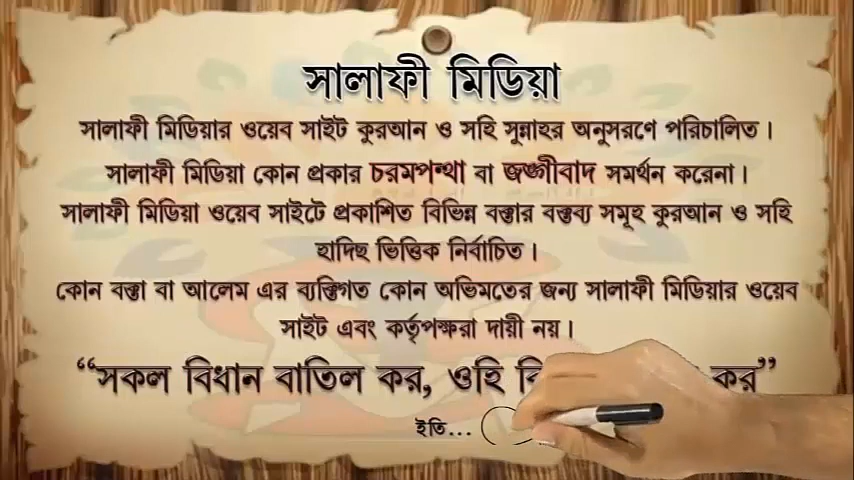 সালাফী মিডিয়া
সালাফী মিডিয়ার ওয়েব সাইট কুরআন ও সহি সুন্নাহর অনুসরণে পরিচালিত।
সালাফী মিডিয়া কোন প্রকার চরমপন্থা বা জঙ্গীবাদ সমর্থন করেনা।
সালাফী মিডিয়া ওয়েব সাইটে প্রকাশিত বিভিন্ন বক্তার বক্তব্য সমূহ কুরআন ও সহি
হাদিছ ভিত্তিক নির্বাচিত।
কোন বক্তা বা আলেম এর ব্যক্তিগত কোন অভিমতের জন্য সালাফী মিডিয়ার ওয়েব
সাইট এবং কর্তৃপক্ষরা দায়ী নয়।
“সকল বিধান বাতিল কর, ওহি কর”
ইতি...